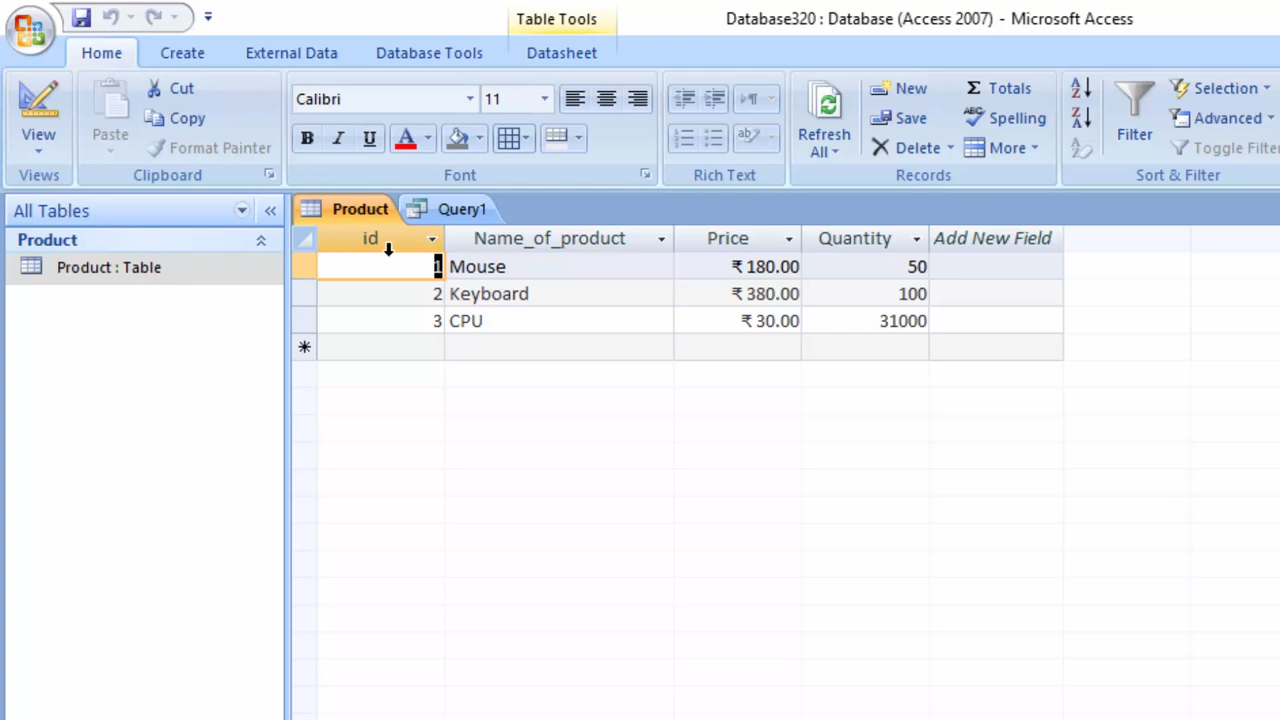 Table Tools
Database320 : Database (Access 2007) - Microsoft Access
Home Create External Data Database Tools Datasheet
View
Views
Paste
Cut
Copy
Format Painter
Clipboard
Calibri 11
B I U A
Font
ab
Rich Text
Refresh
All
New
Save
Delete
Σ Totals
ABC Spelling
More
Records
A
Z
Z
A
Filter
Selection
Advanced
Toggle Filter
Sort & Filter
All Tables
Product
Product : Table
Product Query1
id Name_of_product Price Quantity Add New Field
1 Mouse ₹ 180.00 50
2 Keyboard ₹ 380.00 100
3 CPU ₹ 30.00 31000